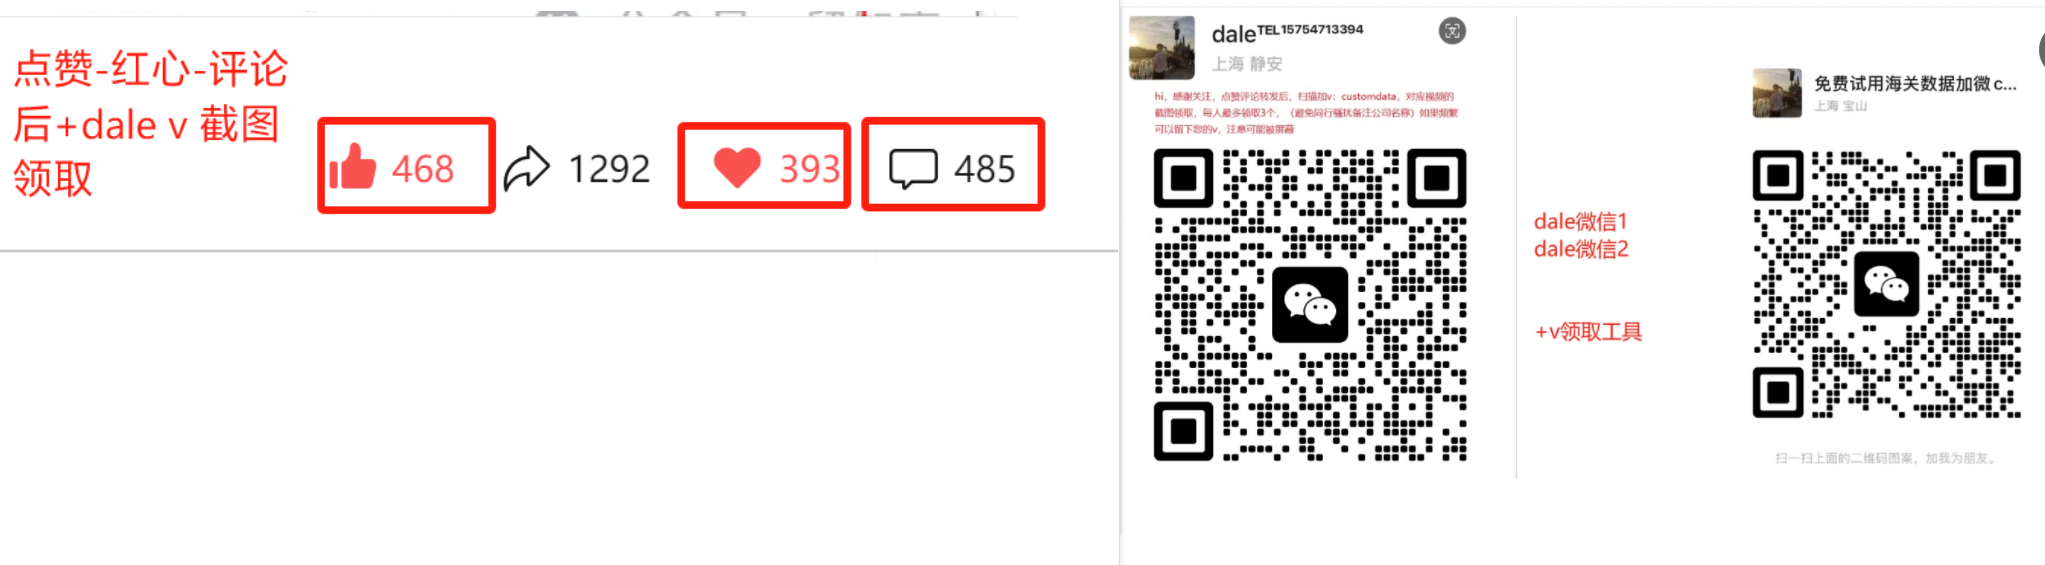 点赞-红心-评论
后+dale v 截图
领取
468
1292
393
485
daleTEL15754713394
上海 静安
hi，感谢关注，点赞评论转发后，扫描加v：customdata，对应视频的
截图领取，每人最多领取3个，（避免同行骚扰备注公司名称）如果频繁
可以留下您的v，注意可能被屏蔽
dale微信1
dale微信2
+v领取工具
免费试用海关数据加微 c...
上海 宝山
扫一扫上面的二维码图案，加我为朋友。